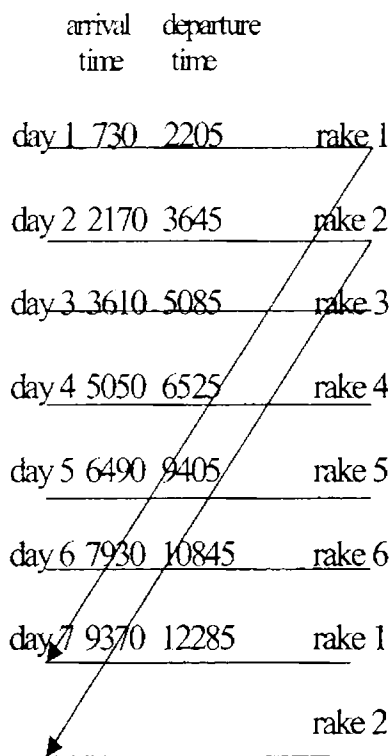 arrival departure
time time
day 1 730 2205 rake 1
day 2 2170 3645 rake 2
day 3 3610 5085 rake 3
day 4 5050 6525 rake 4
day 5 6490 9405 rake 5
day 6 7930 10845 rake 6
day 7 9370 12285 rake 1
rake 2